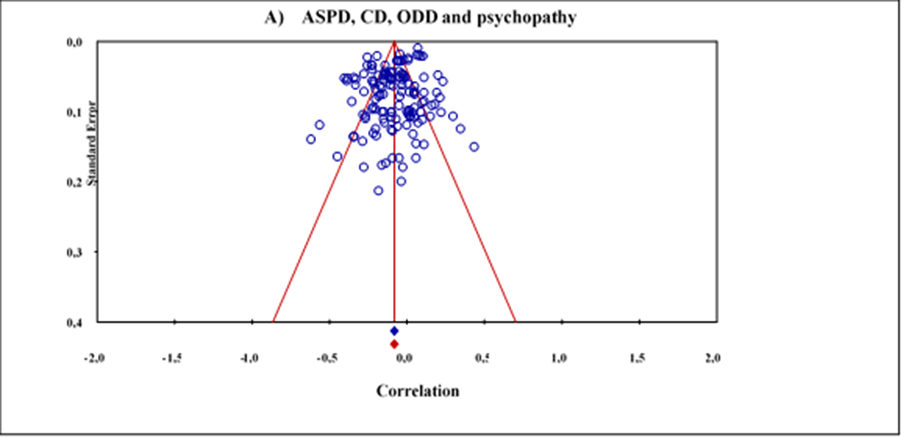 A) ASPD, CD, ODD and psychopathy
0,0
0,1
0,2
0,3
0,4
Standard Error
-2,0 -1,5 -1,0 -0,5 0,0 0,5 1,0 1,5 2,0
Correlation